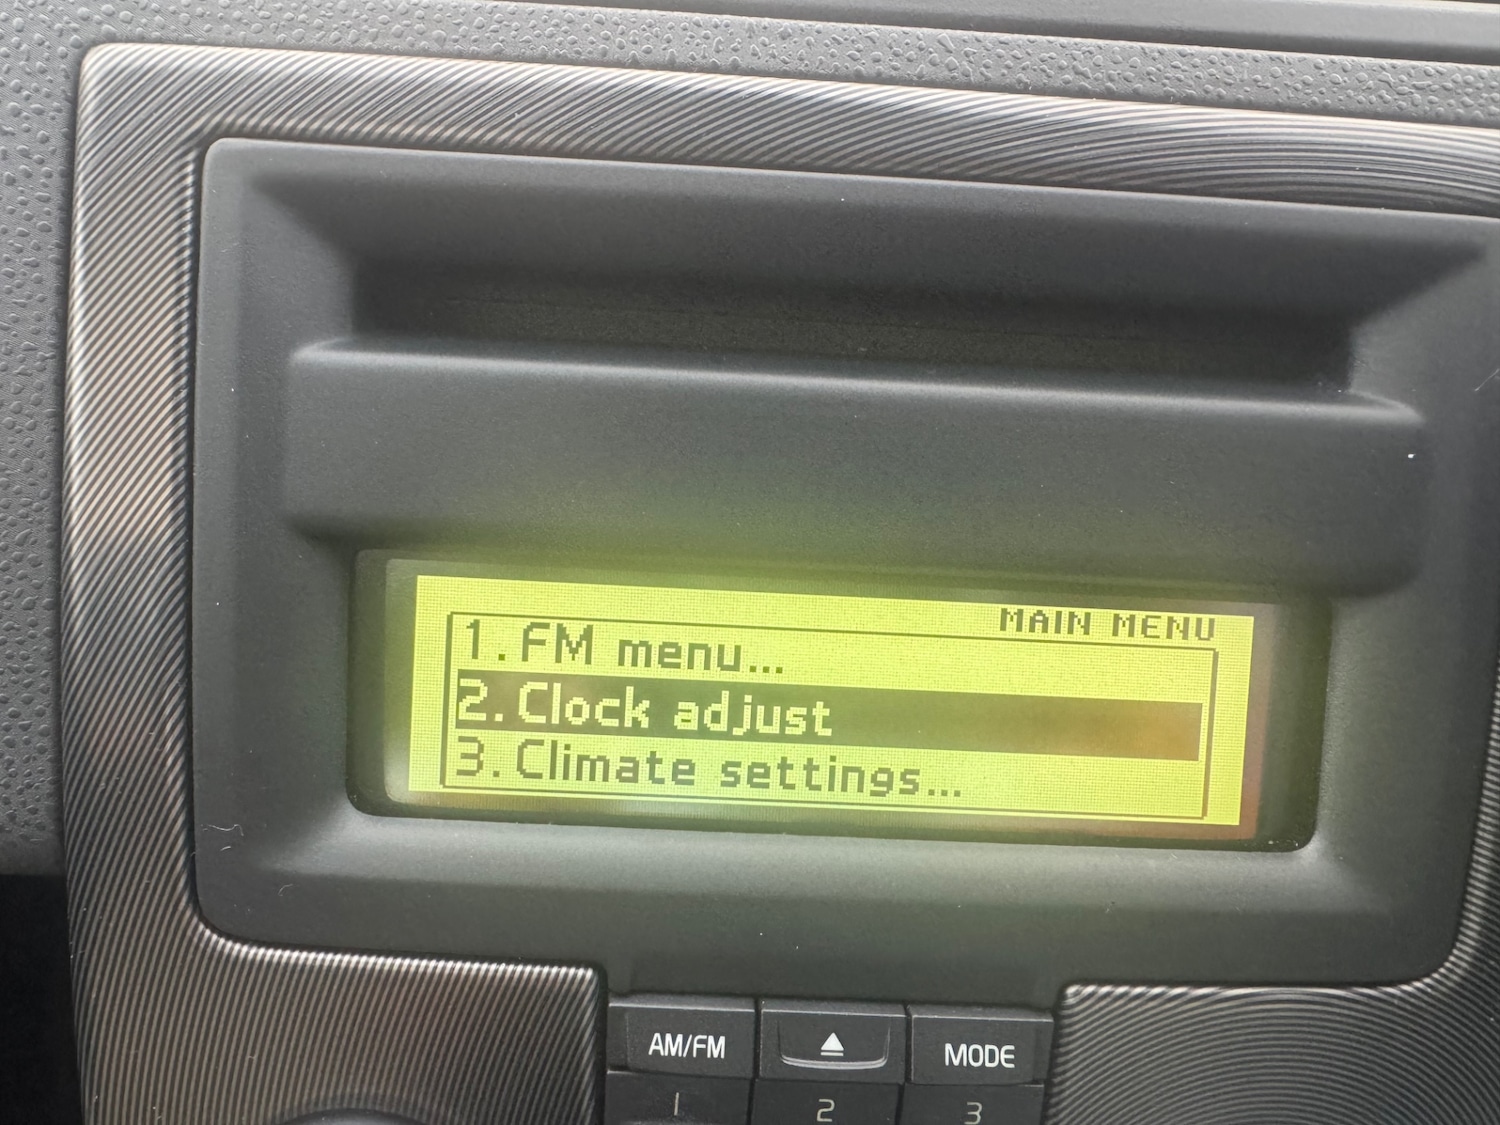 MAIN MENU
1. FM menu...
2. Clock adjust
3. Climate settings...
AM/FM
MODE
1
2
3